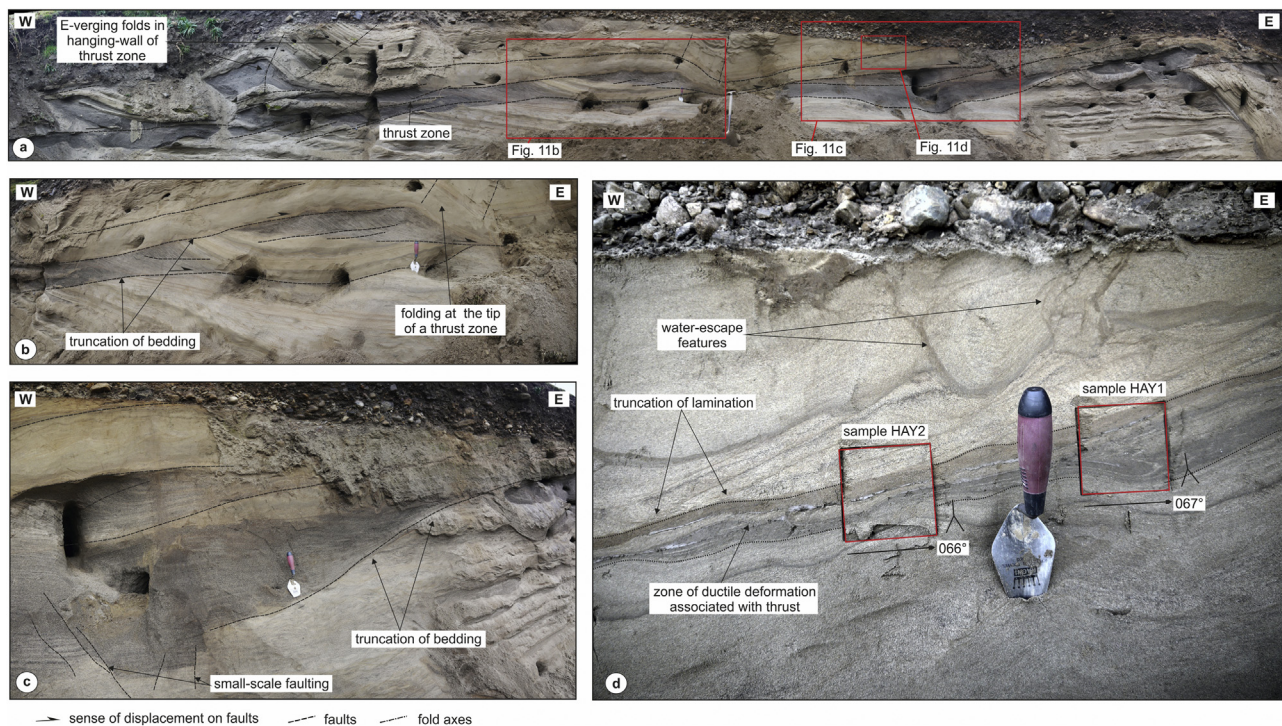 W
E
E-verging folds in
hanging-wall of
thrust zone
thrust zone
Fig. 11b
Fig. 11c
Fig. 11d
a
W
E
truncation of bedding
folding at the tip
of a thrust zone
b
W
E
truncation of bedding
small-scale faulting
c
W
E
water-escape
features
truncation of lamination
sample HAY2
sample HAY1
066°
067°
zone of ductile deformation
associated with thrust
d
sense of displacement on faults
faults
fold axes